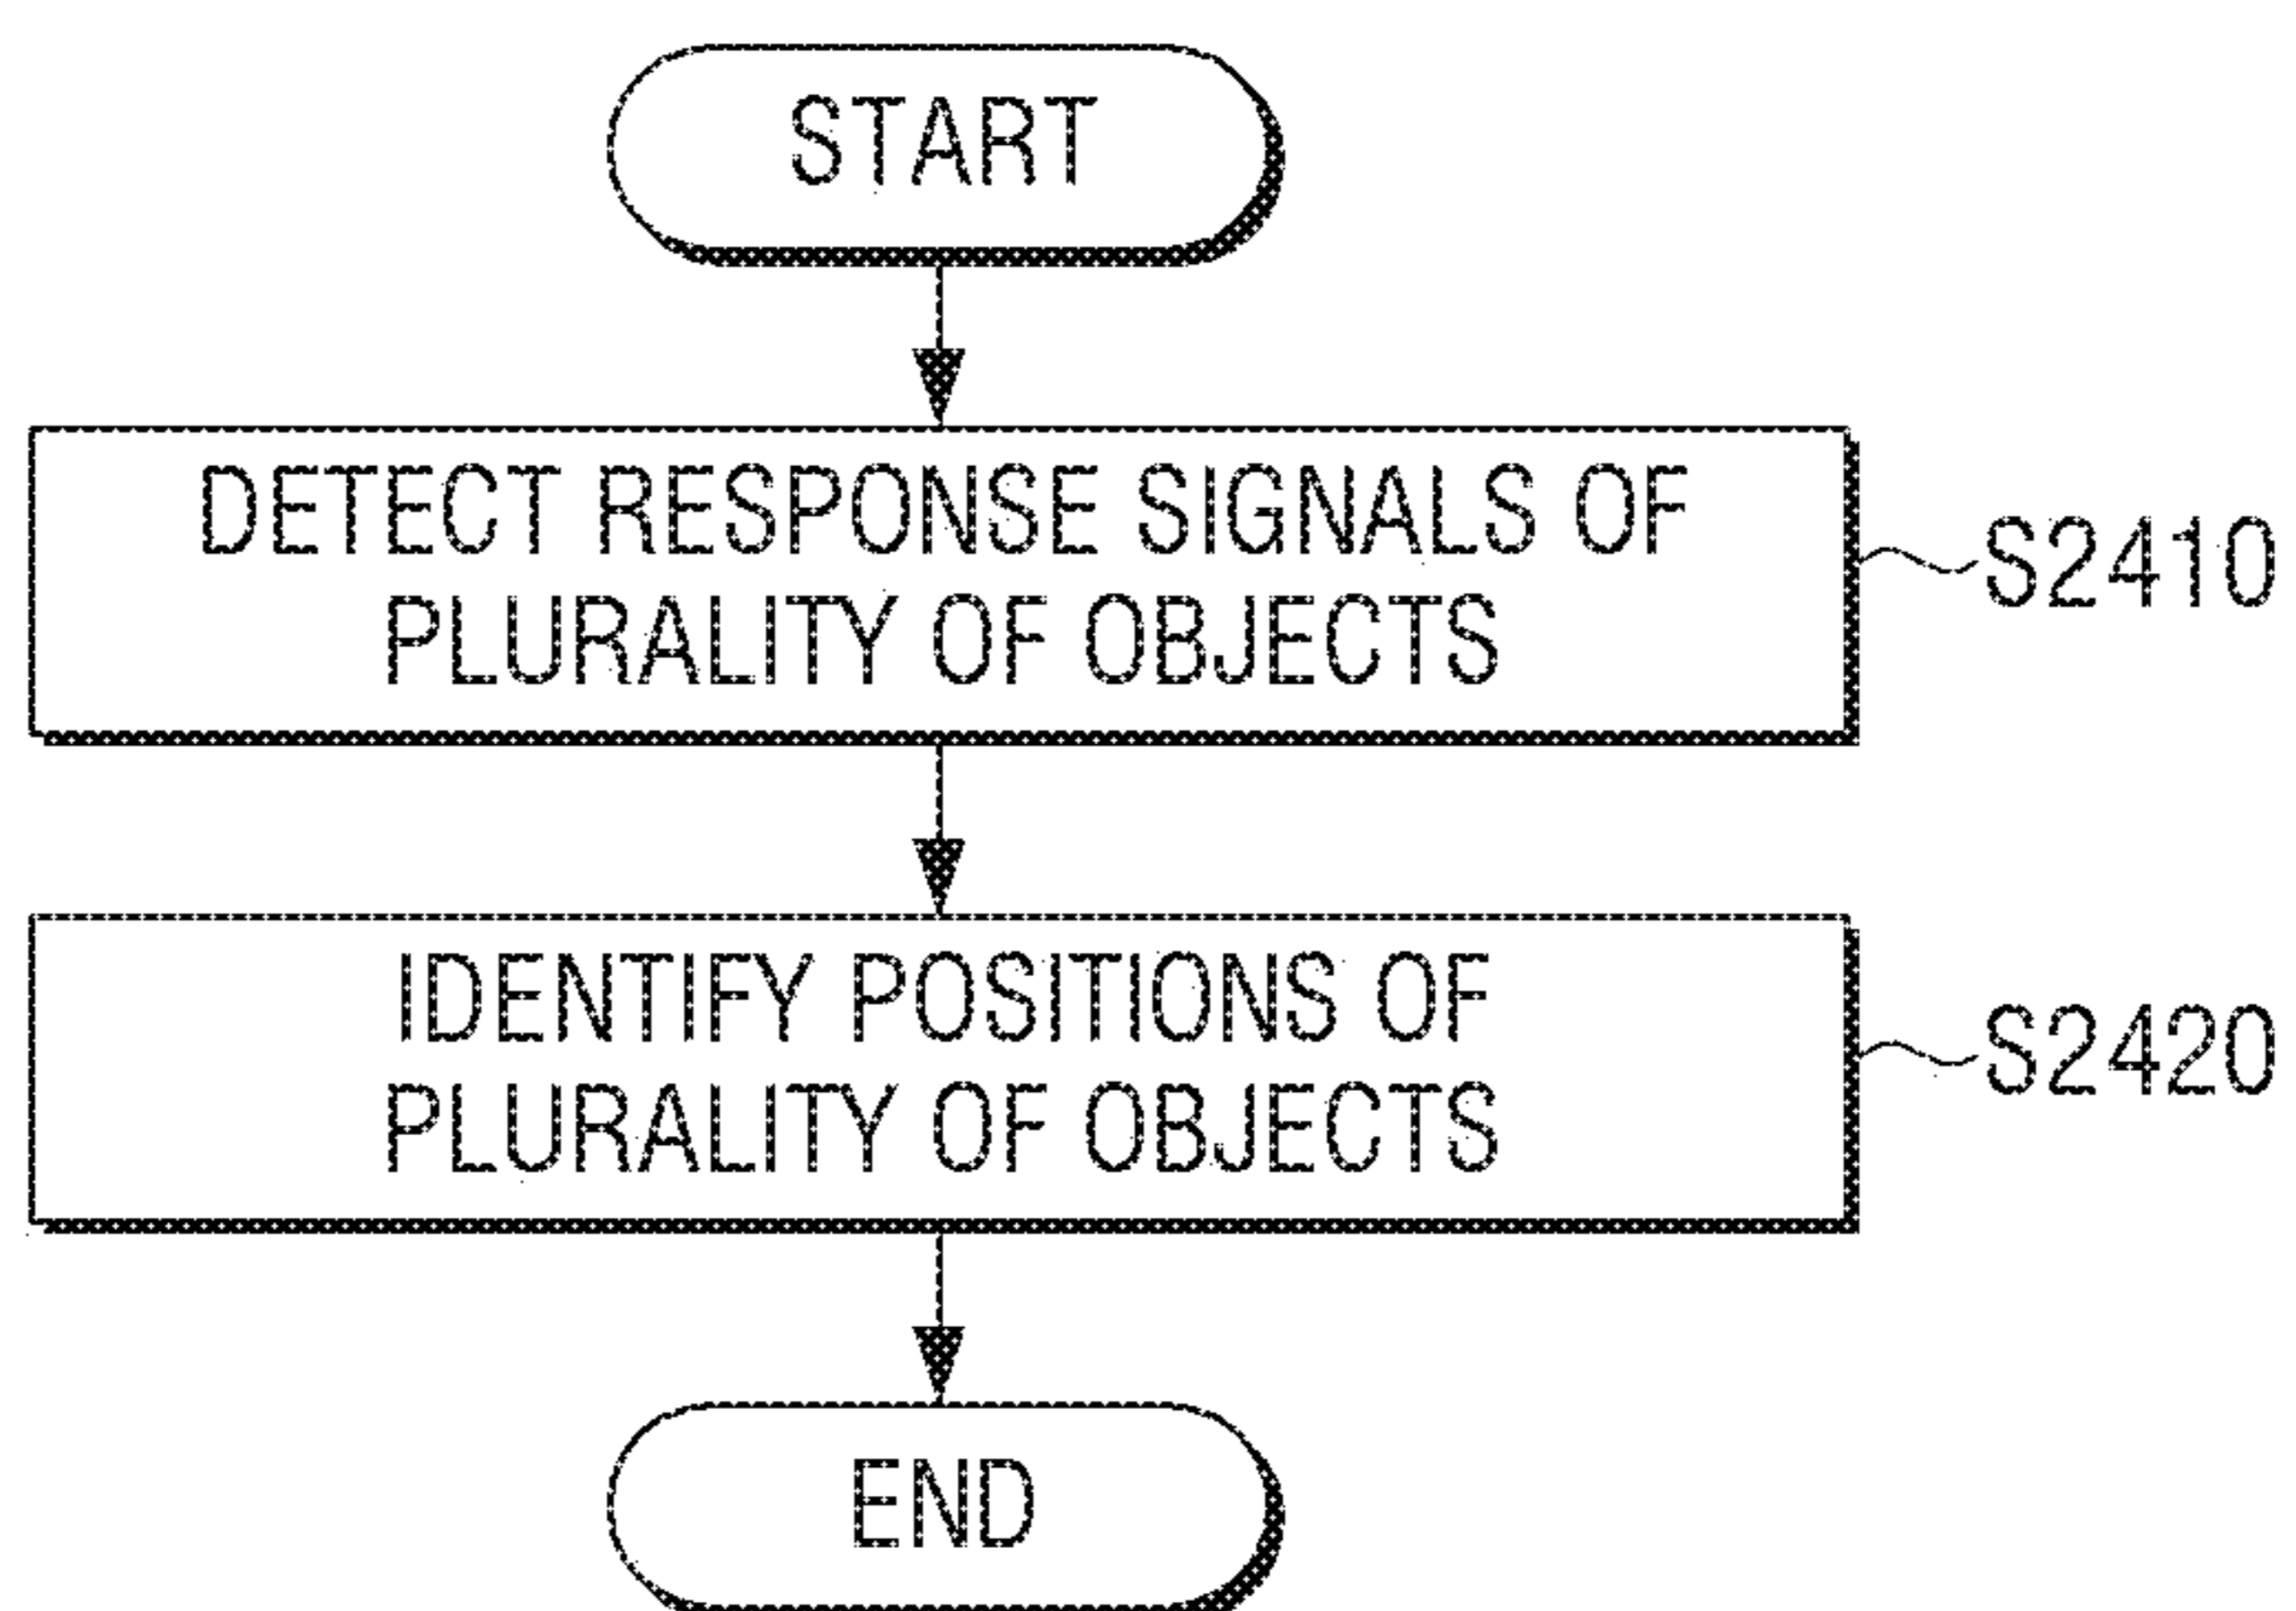 START
DETECT RESPONSE SIGNALS OF
PLURALITY OF OBJECTS
S2410
IDENTIFY POSITIONS OF
PLURALITY OF OBJECTS
S2420
END